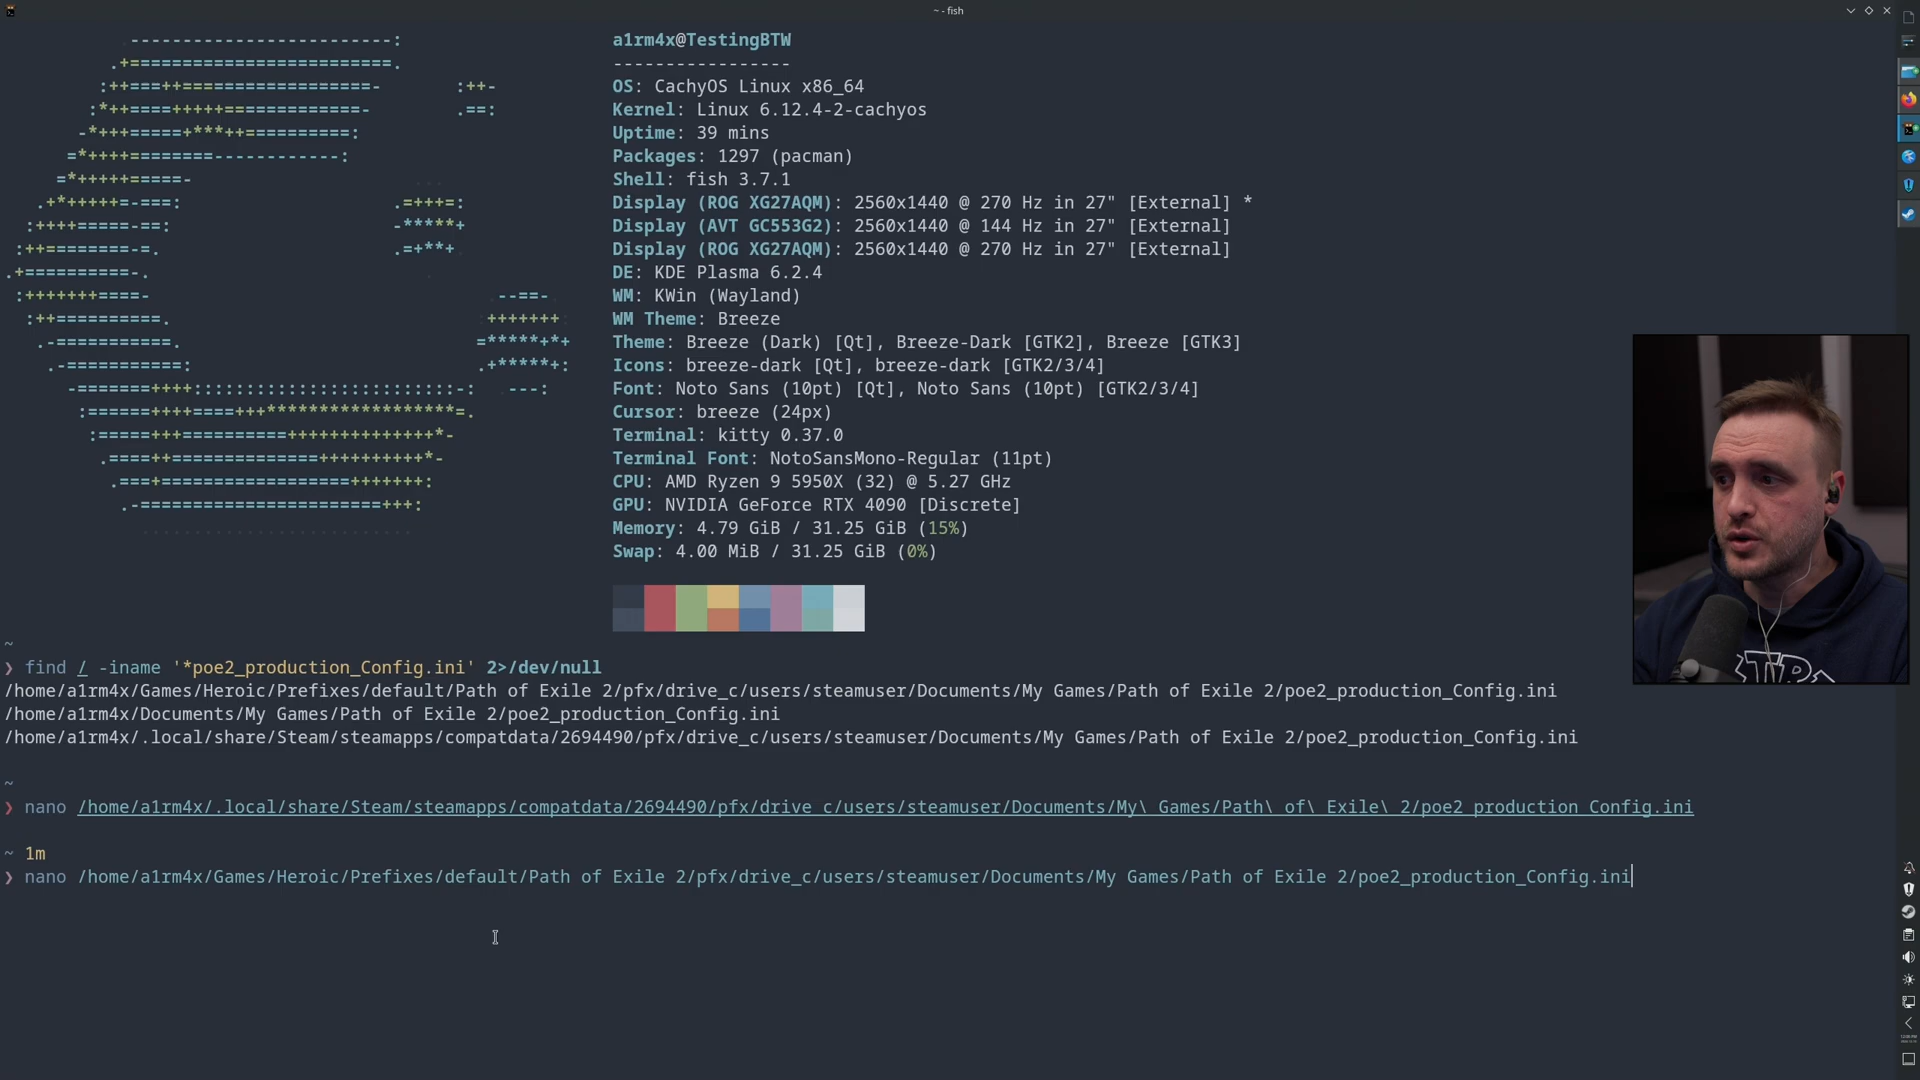 ~ - fish
a1rm4x@TestingBTW
-----------------
OS: CachyOS Linux x86_64
Kernel: Linux 6.12.4-2-cachyos
Uptime: 39 mins
Packages: 1297 (pacman)
Shell: fish 3.7.1
Display (ROG XG27AQM): 2560x1440 @ 270 Hz in 27" [External] *
Display (AVT GC553G2): 2560x1440 @ 144 Hz in 27" [External]
Display (ROG XG27AQM): 2560x1440 @ 270 Hz in 27" [External]
DE: KDE Plasma 6.2.4
WM: KWin (Wayland)
WM Theme: Breeze
Theme: Breeze (Dark) [Qt], Breeze-Dark [GTK2], Breeze [GTK3]
Icons: breeze-dark [Qt], breeze-dark [GTK2/3/4]
Font: Noto Sans (10pt) [Qt], Noto Sans (10pt) [GTK2/3/4]
Cursor: breeze (24px)
Terminal: kitty 0.37.0
Terminal Font: NotoSansMono-Regular (11pt)
CPU: AMD Ryzen 9 5950X (32) @ 5.27 GHz
GPU: NVIDIA GeForce RTX 4090 [Discrete]
Memory: 4.79 GiB / 31.25 GiB (15%)
Swap: 4.00 MiB / 31.25 GiB (0%)
~
❯ find / -iname '*poe2_production_Config.ini' 2>/dev/null
/home/a1rm4x/Games/Heroic/Prefixes/default/Path of Exile 2/pfx/drive_c/users/steamuser/Documents/My Games/Path of Exile 2/poe2_production_Config.ini
/home/a1rm4x/Documents/My Games/Path of Exile 2/poe2_production_Config.ini
/home/a1rm4x/.local/share/Steam/steamapps/compatdata/2694490/pfx/drive_c/users/steamuser/Documents/My Games/Path of Exile 2/poe2_production_Config.ini
~
❯ nano /home/a1rm4x/.local/share/Steam/steamapps/compatdata/2694490/pfx/drive_c/users/steamuser/Documents/My\ Games/Path\ of\ Exile\ 2/poe2_production_Config.ini
~ 1m
❯ nano /home/a1rm4x/Games/Heroic/Prefixes/default/Path of Exile 2/pfx/drive_c/users/steamuser/Documents/My Games/Path of Exile 2/poe2_production_Config.ini